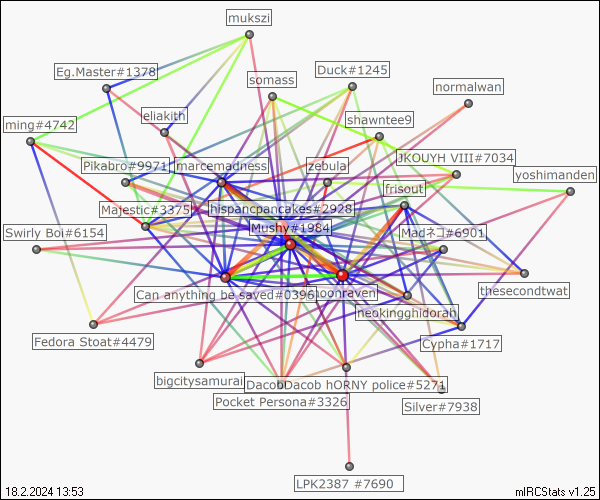 mukszi
Duck#1245
Eg.Master#1378
somass
normalwan
eliakith
shawntee9
ming#4742
JKOUYH VIII#7034
Pikabro#9971
marcemadness
zebula
yoshimanden
frisout
Majestic#3375
hispancpancakes#2928
Mushy#1984
Swirly Boi#6154
Madネコ#6901
Can anything be saved#0396
moonraven
thesecondtwat
neokingghidorah
Fedora Stoat#4479
Cypha#1717
bigcitysamurai
DacobDacob hORNY police#5271
Pocket Persona#3326
Silver#7938
LPK2387 #7690
18.2.2024 13:53
mIRCStats v1.25